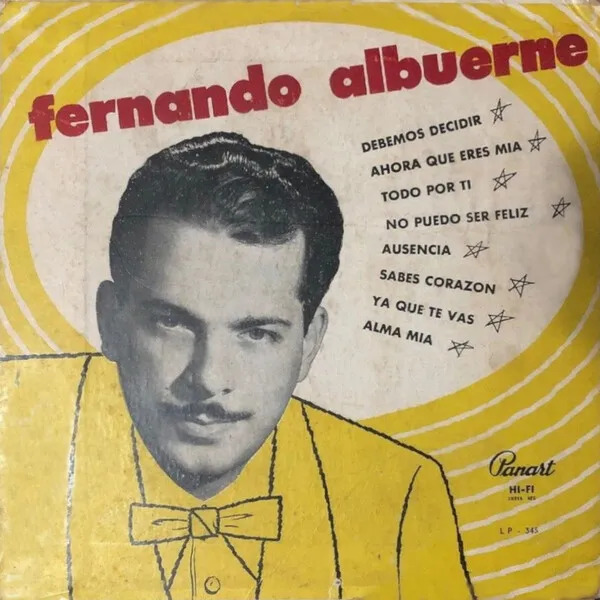 fernando albuerne
DEBEMOS DECIDIR
AHORA QUE ERES MIA
TODO POR TI
NO PUEDO SER FELIZ
AUSENCIA
SABES CORAZON
YA QUE TE VAS
ALMA MIA
Panart
HI-FI
LP - 345